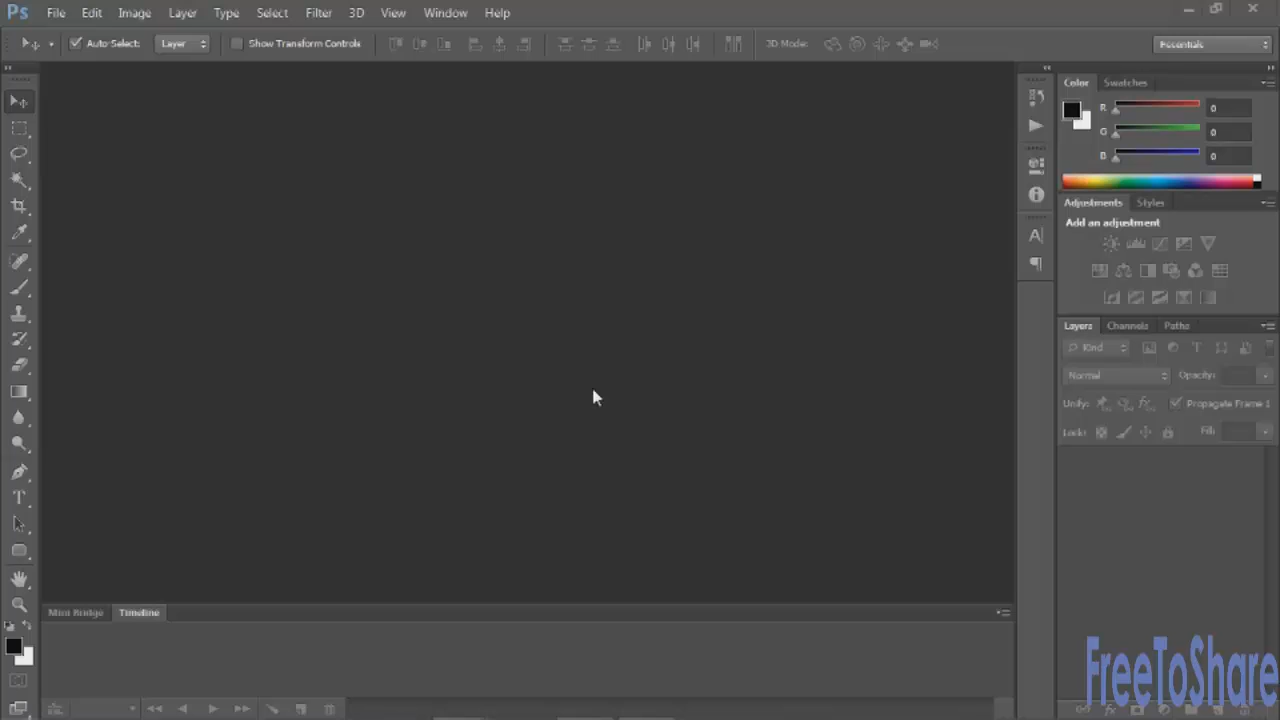 Ps File Edit Image Layer Type Select Filter 3D View Window Help
Auto-Select: Layer Show Transform Controls 3D Mode: Essentials
Color Swatches
R 0
G 0
B 0
Adjustments Styles
Add an adjustment
Layers Channels Paths
Kind
Normal Opacity:
Unify: Propagate Frame 1
Lock: Fill:
Mini Bridge Timeline
FreeToShare